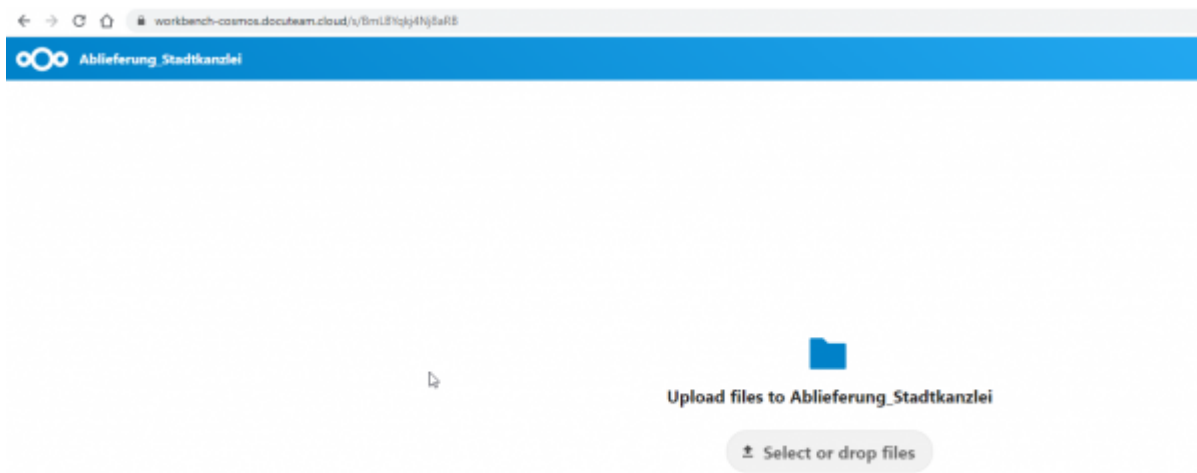 workbench-cosmos.docuteam.cloud
Ablieferung_Stadtkanzlei
Upload files to Ablieferung_Stadtkanzlei
Select or drop files